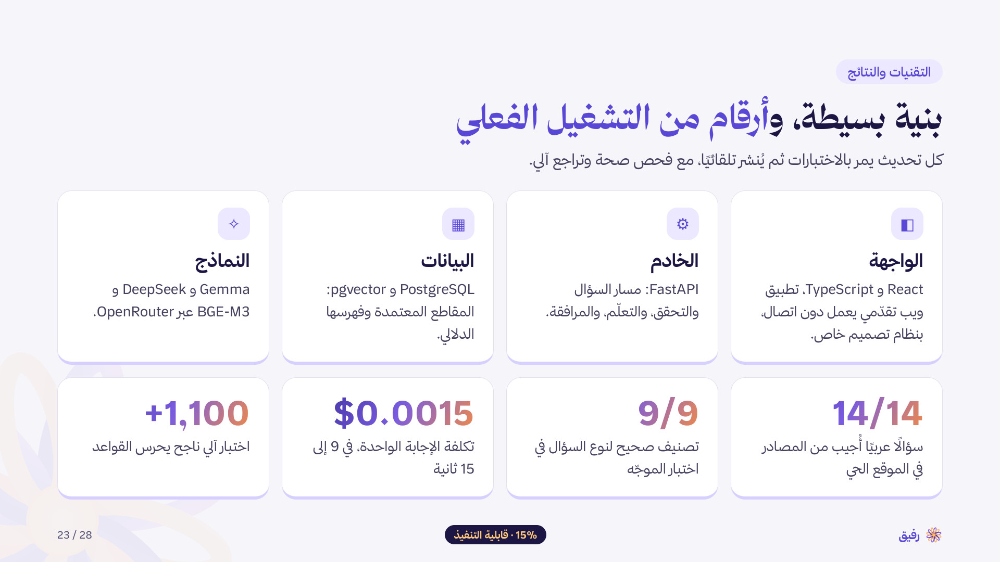 التقنيات والنتائج
بنية بسيطة، وأرقام من التشغيل الفعلي
كل تحديث يمر بالاختبارات ثم يُنشر تلقائيًا، مع فحص صحة وتراجع آلي.
الواجهة
React و TypeScript، تطبيق
ويب تقدّمي يعمل دون اتصال،
بنظام تصميم خاص.
الخادم
FastAPI: مسار السؤال
والتحقق، والتعلّم، والمرافقة.
البيانات
PostgreSQL و pgvector:
المقاطع المعتمدة وفهرسها
الدلالي.
النماذج
Gemma و DeepSeek و
BGE-M3 عبر OpenRouter.
14/14
سؤالًا عربيًا أُجيب من المصادر
في الموقع الحي
9/9
تصنيف صحيح لنوع السؤال في
اختبار الموجّه
$0.0015
تكلفة الإجابة الواحدة، في 9 إلى
15 ثانية
+1,100
اختبار آلي ناجح يحرس القواعد
رفيق
15% · قابلية التنفيذ
23 / 28